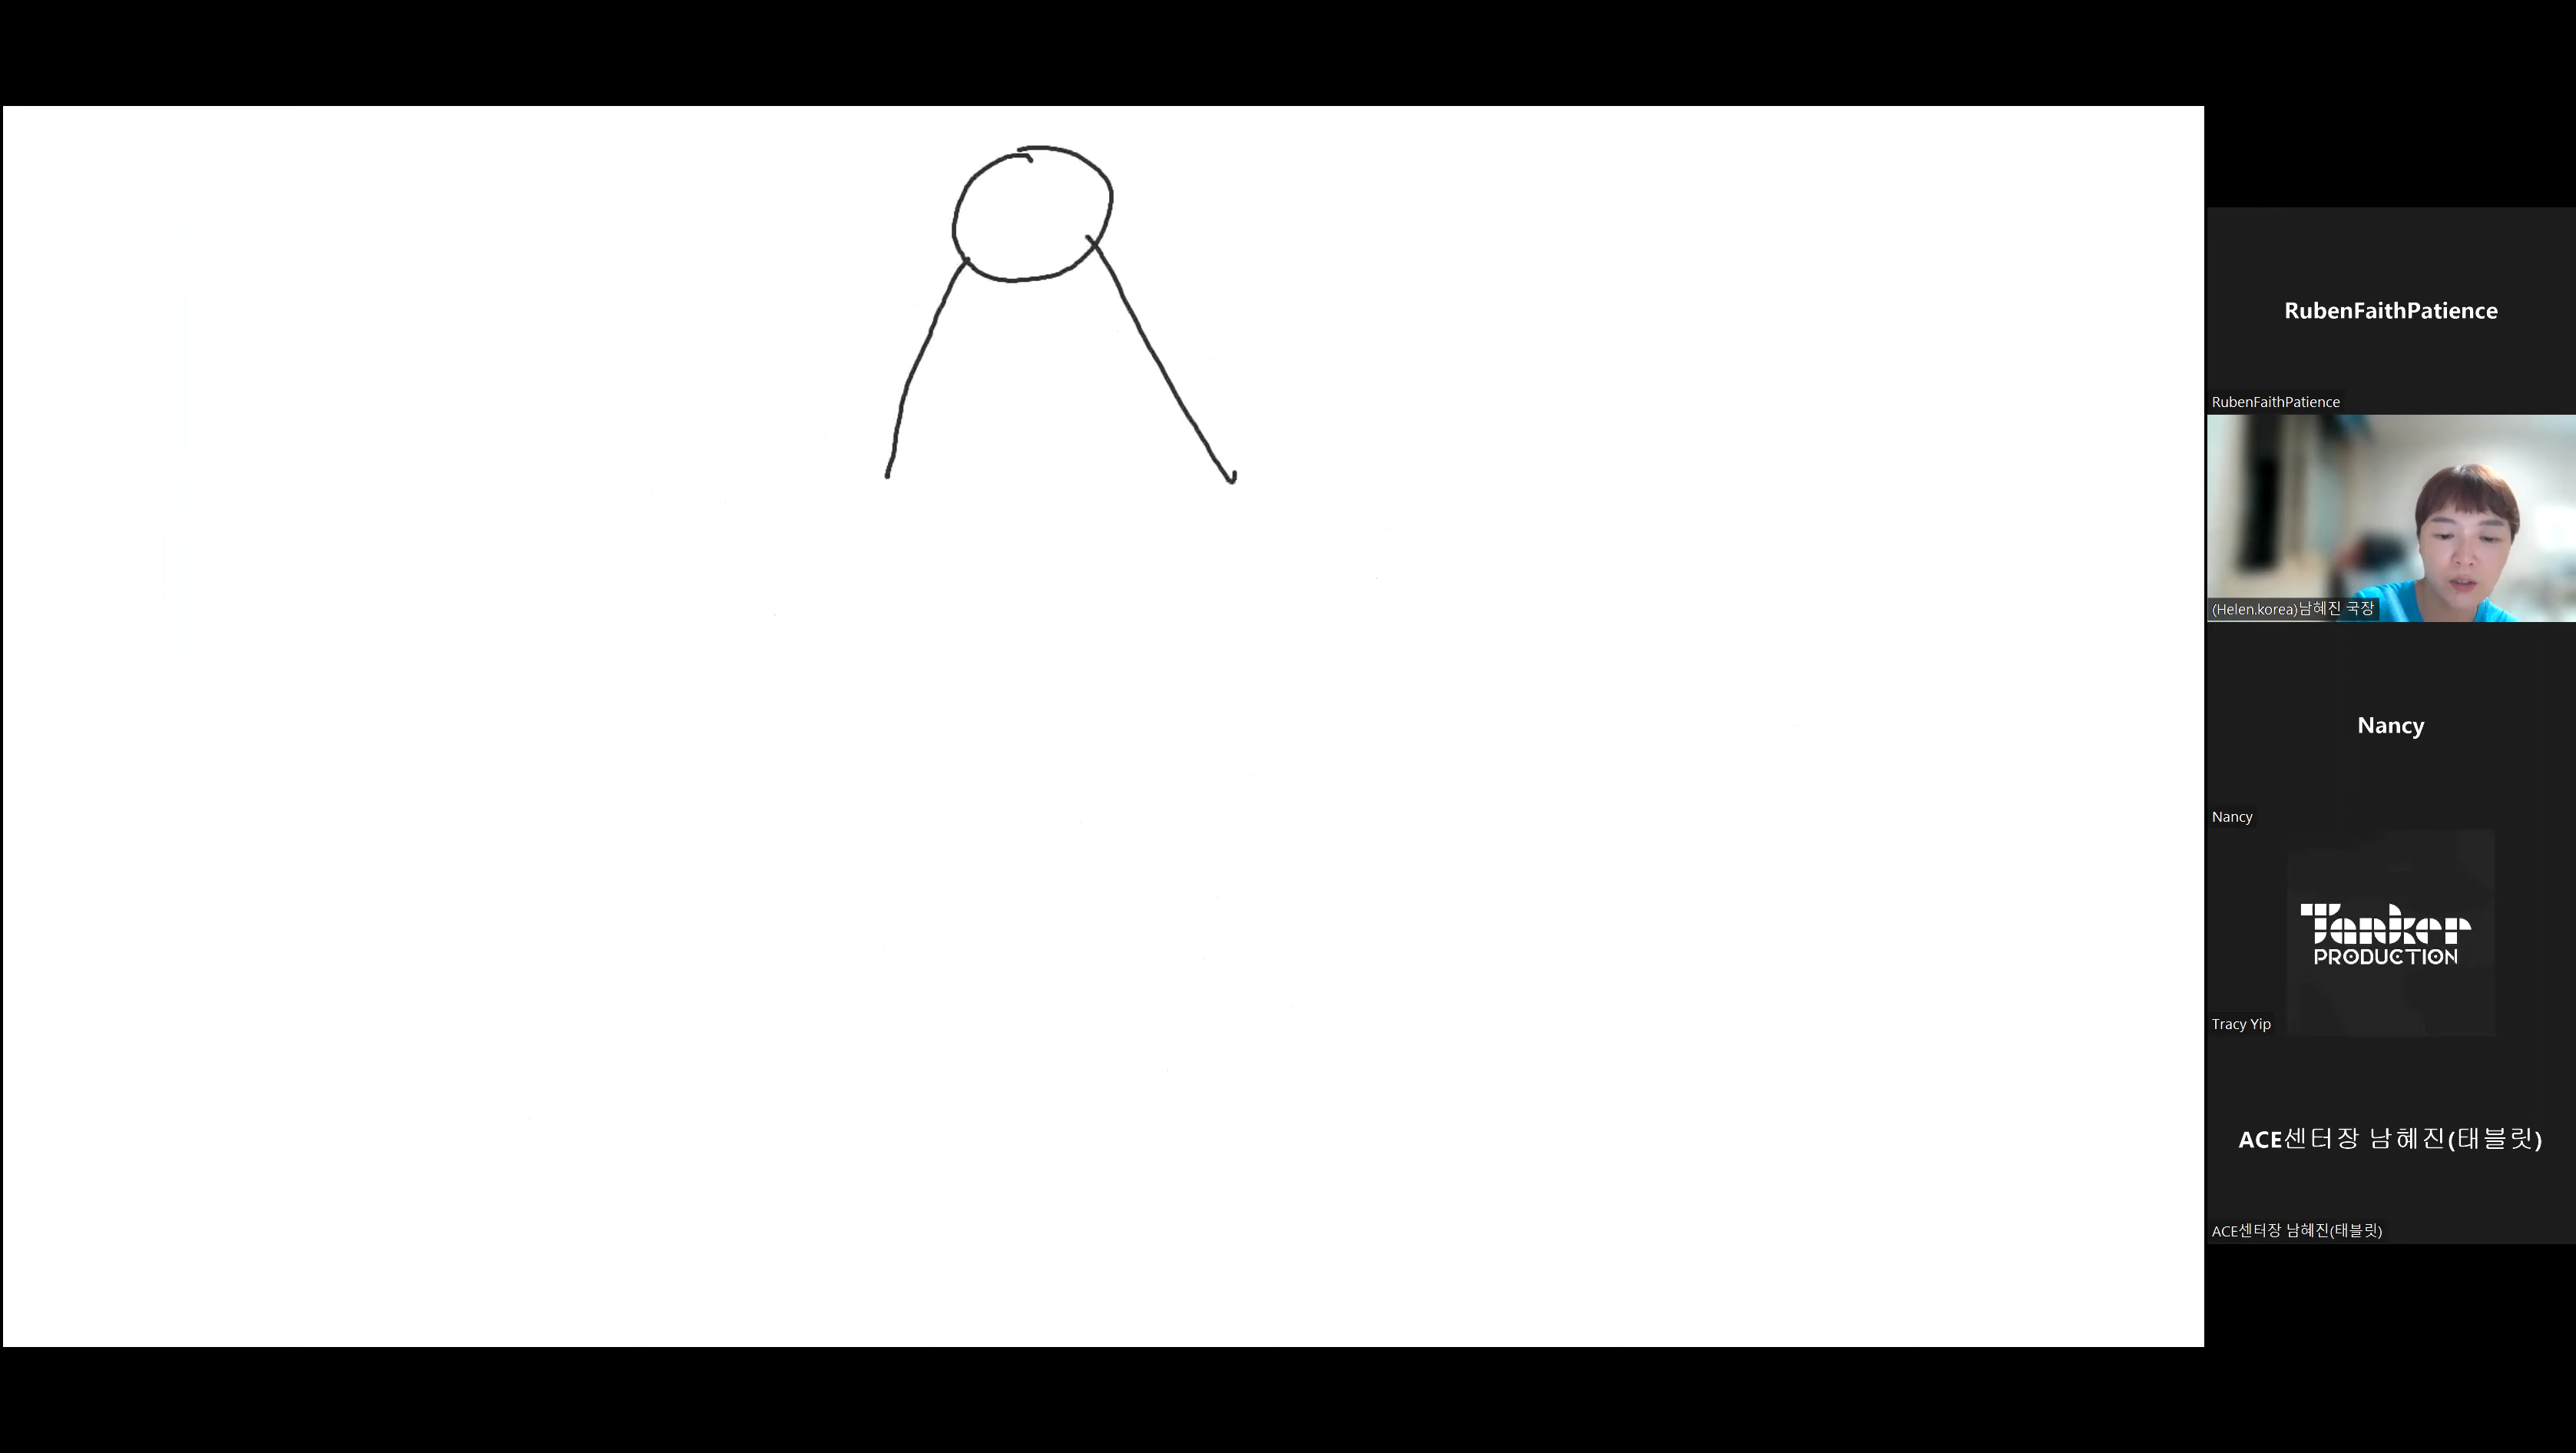 RubenFaithPatience
RubenFaithPatience
(Helen.korea)남혜진 국장
Nancy
Nancy
Tanker
PRODUCTION
Tracy Yip
ACE센터장 남혜진(태블릿)
ACE센터장 남혜진(태블릿)